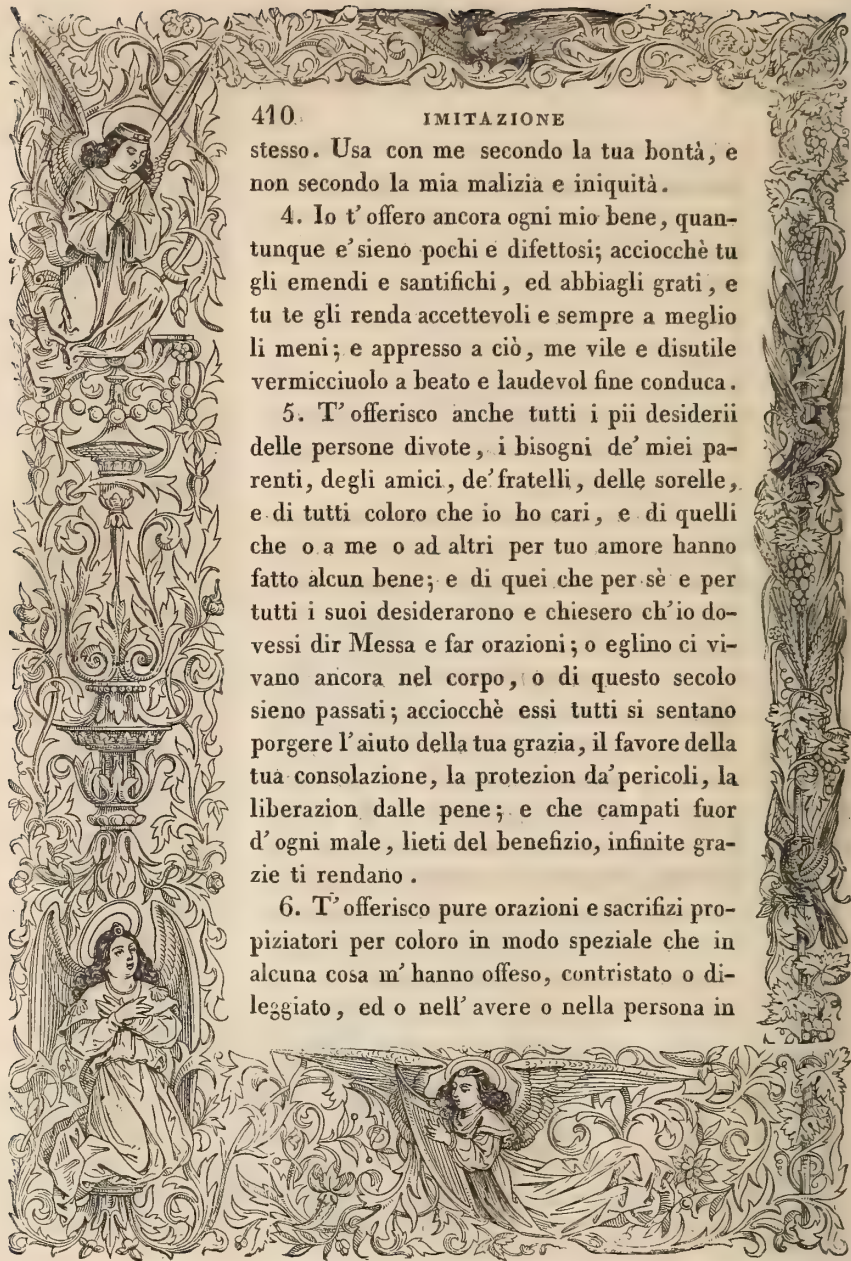 410 IMITAZIONE
stesso. Usa con me secondo la tua bontà, e
non secondo la mia malizia e iniquità.
4. Io t' offero ancora ogni mio bene, quan-
tunque e' sieno pochi e difettosi; acciocchè tu
gli emendi e santifichi, ed abbiagli grati, e
tu te gli renda accettevoli e sempre a meglio
li meni; e appresso a ciò, me vile e disutile
vermicciuolo a beato e laudevol fine conduca.
5. T' offerisco anche tutti i pii desiderii
delle persone divote, i bisogni de' miei pa-
renti, degli amici, de' fratelli, delle sorelle,
e di tutti coloro che io ho cari, e di quelli
che o a me o ad altri per tuo amore hanno
fatto alcun bene; e di quei che per sè e per
tutti i suoi desiderarono e chiesero ch'io do-
vessi dir Messa e far orazioni; o eglino ci vi-
vano ancora nel corpo, o di questo secolo
sieno passati; acciocchè essi tutti si sentano
porgere l'aiuto della tua grazia, il favore della
tua consolazione, la protezion da' pericoli, la
liberazion dalle pene; e che campati fuor
d' ogni male, lieti del benefizio, infinite gra-
zie ti rendano.
6. T' offerisco pure orazioni e sacrifizi pro-
piziatori per coloro in modo speziale che in
alcuna cosa m' hanno offeso, contristato o di-
leggiato, ed o nell' avere o nella persona in